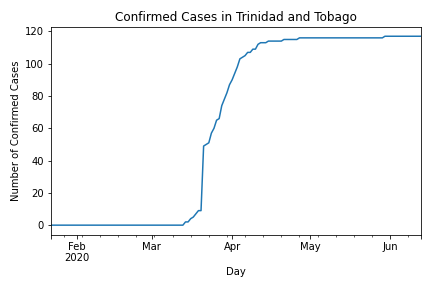 Confirmed Cases in Trinidad and Tobago
120
100
80
60
40
20
0
Number of Confirmed Cases
Feb Mar Apr May Jun
2020
Day